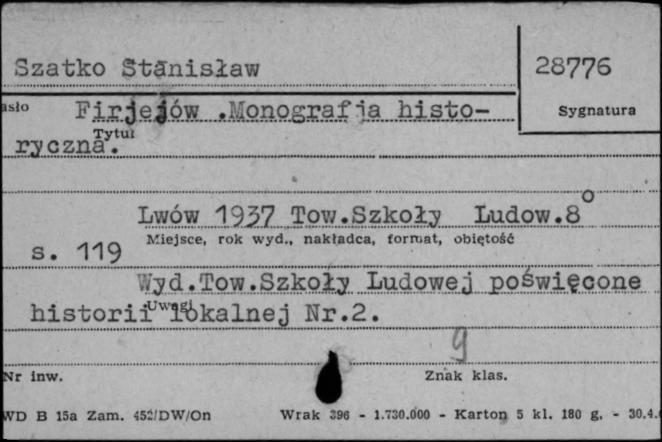 Szatko Stanisław
28776
asło
Firjejów .Monografja histo-
Sygnatura
Tytuł
ryczna.
Lwów 1937 Tow.Szkoły Ludow.8°
Miejsce, rok wyd., nakładca, format, objętość
s. 119
Wyd.Tow.Szkoły Ludowej poświęcone
Uwagi
historii lokalnej Nr.2.
9
Nr inw.
Znak klas.
WD B 15a Zam. 452/DW/On Wrak 396 - 1.730.000 - Karton 5 kl. 180 g. - 30.4.